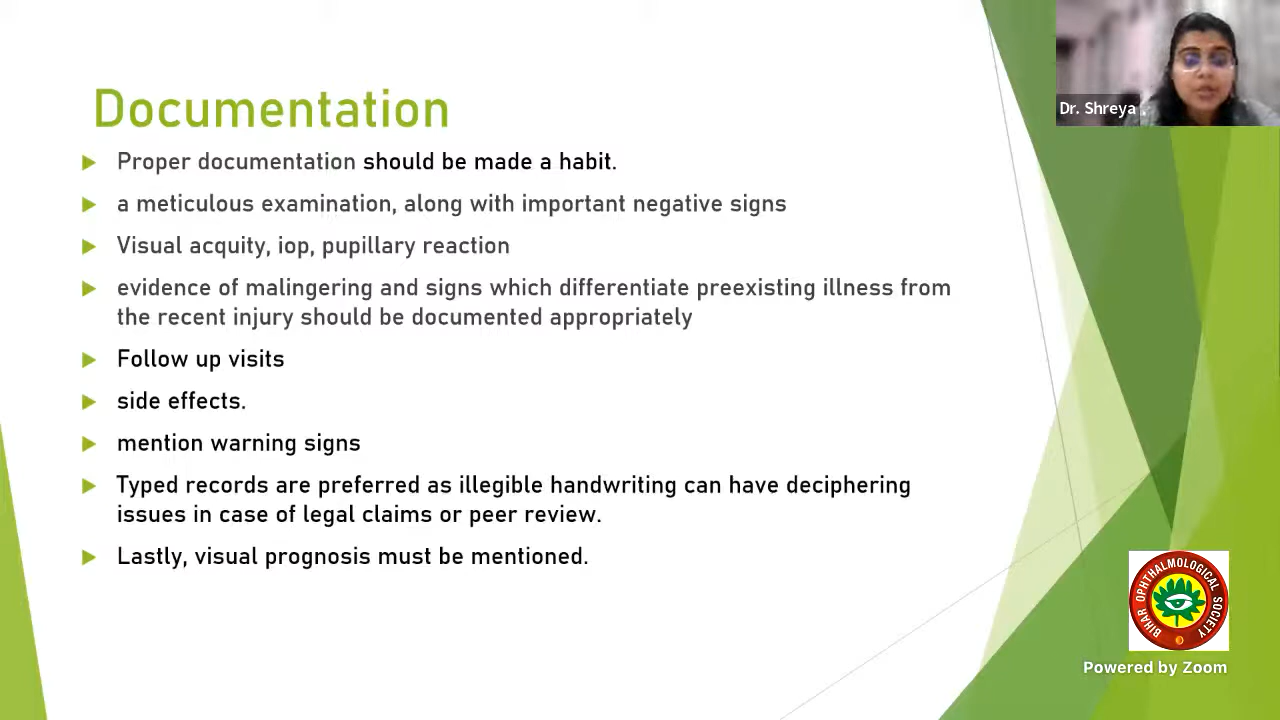 Documentation
Proper documentation should be made a habit.
a meticulous examination, along with important negative signs
Visual acquity, iop, pupillary reaction
evidence of malingering and signs which differentiate preexisting illness from
the recent injury should be documented appropriately
Follow up visits
side effects.
mention warning signs
Typed records are preferred as illegible handwriting can have deciphering
issues in case of legal claims or peer review.
Lastly, visual prognosis must be mentioned.
Dr. Shreya .
BIHAR OPHTHALMOLOGICAL SOCIETY
Powered by Zoom